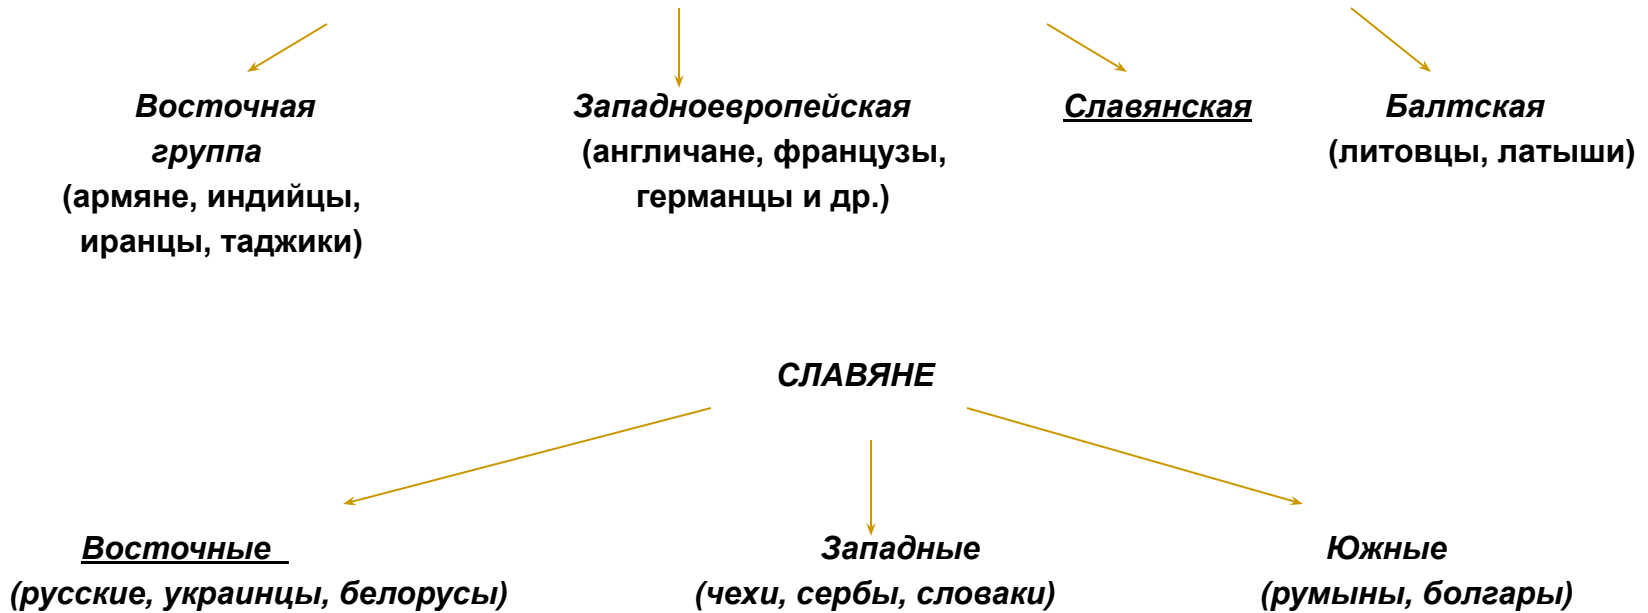 Восточная
группа
(армяне, индийцы,
иранцы, таджики)
Западноевропейская
(англичане, французы,
германцы и др.)
Славянская
Балтская
(литовцы, латыши)
СЛАВЯНЕ
Восточные
(русские, украинцы, белорусы)
Западные
(чехи, сербы, словаки)
Южные
(румыны, болгары)